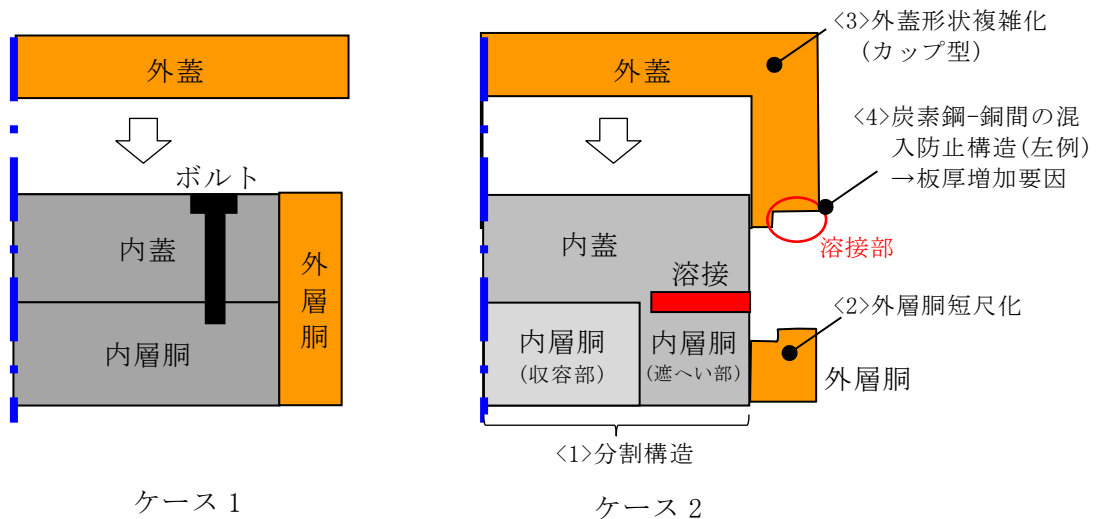 外蓋
ボルト
内蓋
外層胴
内層胴
ケース 1
<3>外蓋形状複雑化
(カップ型)
外蓋
<4>炭素鋼-銅間の混
入防止構造(左例)
→板厚増加要因
溶接部
内蓋
溶接
<2>外層胴短尺化
内層胴
(収容部)
内層胴
(遮へい部)
外層胴
<1>分割構造
ケース 2